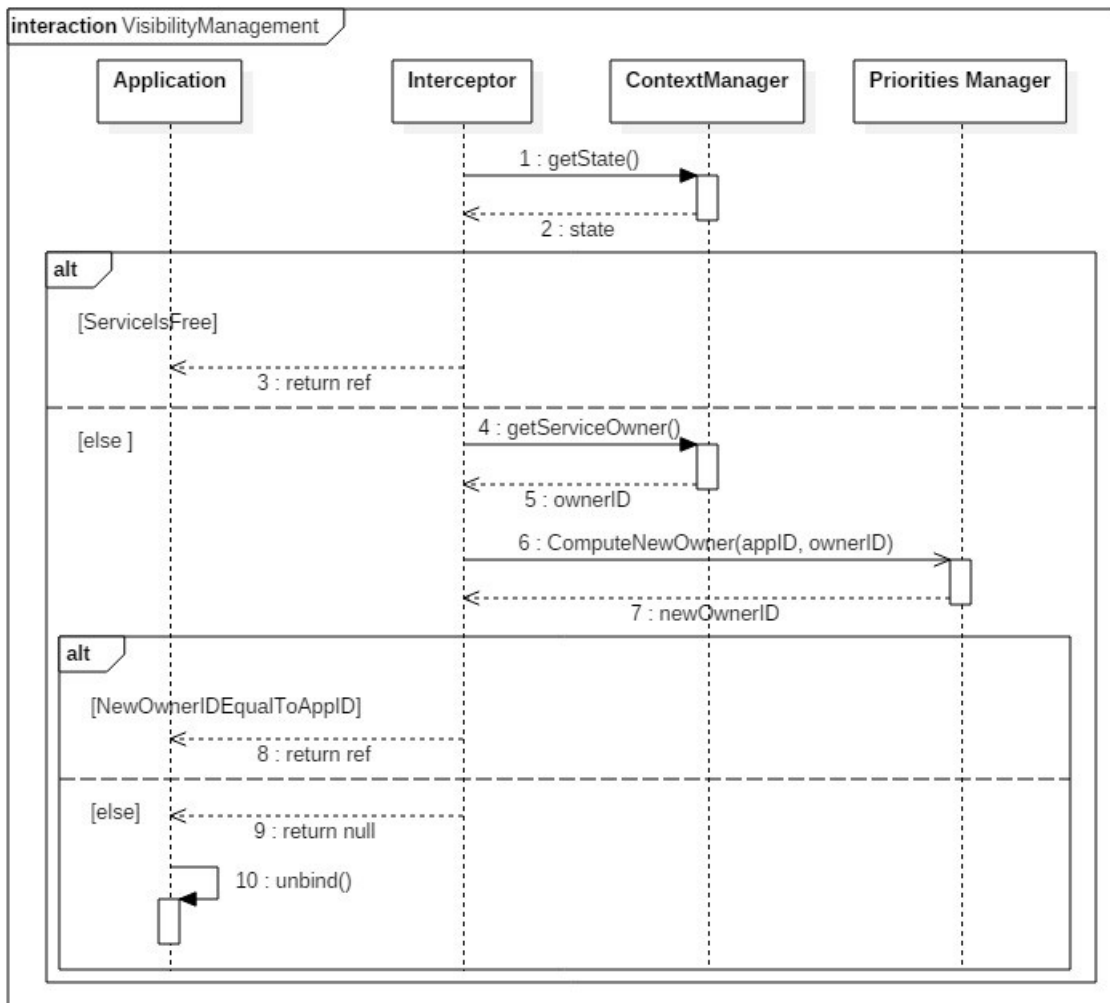 interaction VisibilityManagement
Application
Interceptor
ContextManager
Priorities Manager
1 : getState()
2 : state
alt
[ServiceIsFree]
3 : return ref
[else ]
4 : getServiceOwner()
5 : ownerID
6 : ComputeNewOwner(appID, ownerID)
7 : newOwnerID
alt
[NewOwnerIDEqualToAppID]
8 : return ref
[else]
9 : return null
10 : unbind()